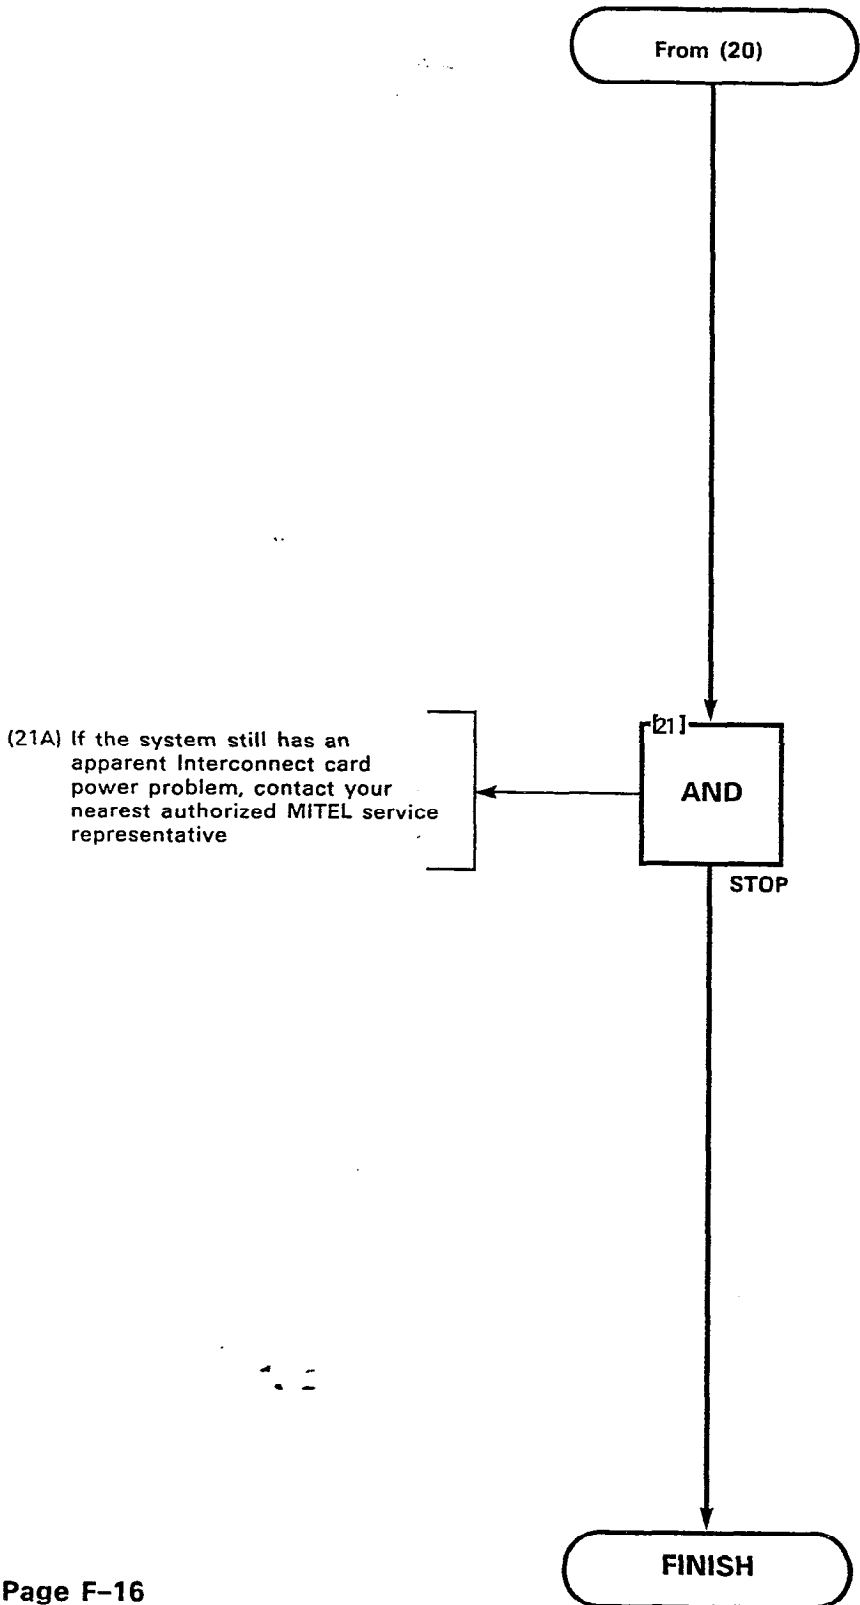 From (20)
[21]
(21A) If the system still has an
apparent Interconnect card
power problem, contact your
nearest authorized MITEL service
representative
AND
STOP
FINISH
Page F-16